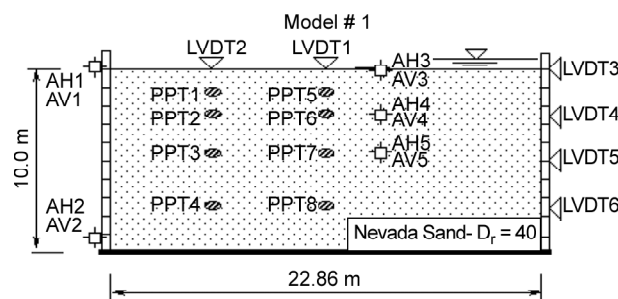 Model # 1
LVDT2 LVDT1
AH1
AV1
AH3
AV3
LVDT3
PPT1 PPT5
PPT2 PPT6
AH4
AV4
LVDT4
10.0 m
PPT3 PPT7
AH5
AV5
LVDT5
AH2
AV2
PPT4 PPT8
LVDT6
Nevada Sand- Dr = 40
22.86 m